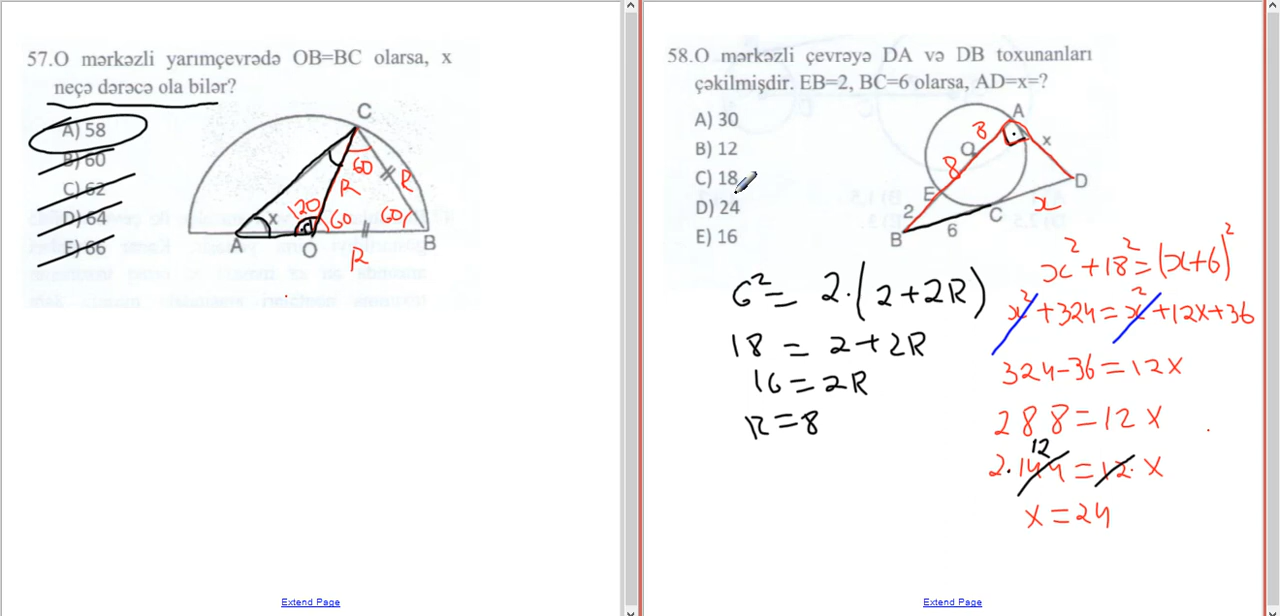 57.O mərkəzli yarımçevrədə OB=BC olarsa, x
neçə dərəcə ola bilər?
A) 58
B) 60
C) 62
D) 64
E) 66
C
60
R
R
120
x
60
60
A
O
B
R
Extend Page
58.O mərkəzli çevrəyə DA və DB toxunanları
çəkilmişdir. EB=2, BC=6 olarsa, AD=x=?
A) 30
B) 12
C) 18
D) 24
E) 16
A
8
x
O
8
D
E
x
2
C
B
6
6² = 2·(2+2R)
18 = 2+2R
16 = 2R
R = 8
x² + 18² = (x+6)²
x² + 324 = x² + 12x + 36
324-36 = 12x
288 = 12x
12
2·144 = 12·x
x = 24
Extend Page